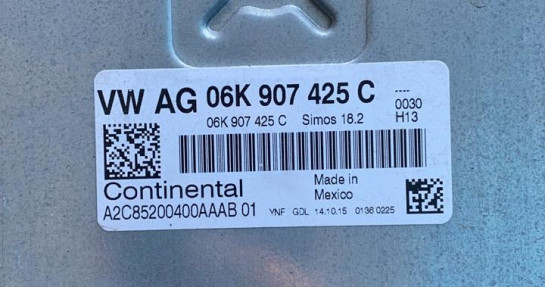 VW AG 06K 907 425 C ----
0030
06K 907 425 C Simos 18.2 H13
Continental Made in
Mexico
A2C85200400AAAB 01 YNF GDL 14.10.15 0136 0225